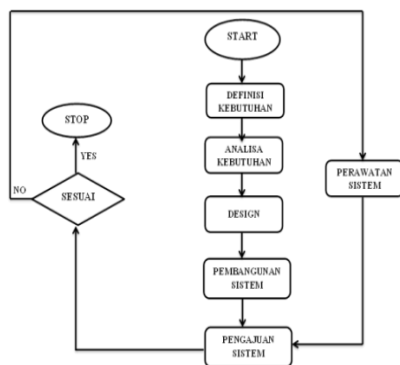 START
DEFINISI
KEBUTUHAN
ANALISA
KEBUTUHAN
DESIGN
PEMBANGUNAN
SISTEM
PENGAJUAN
SISTEM
SESUAI
YES
STOP
NO
PERAWATAN
SISTEM